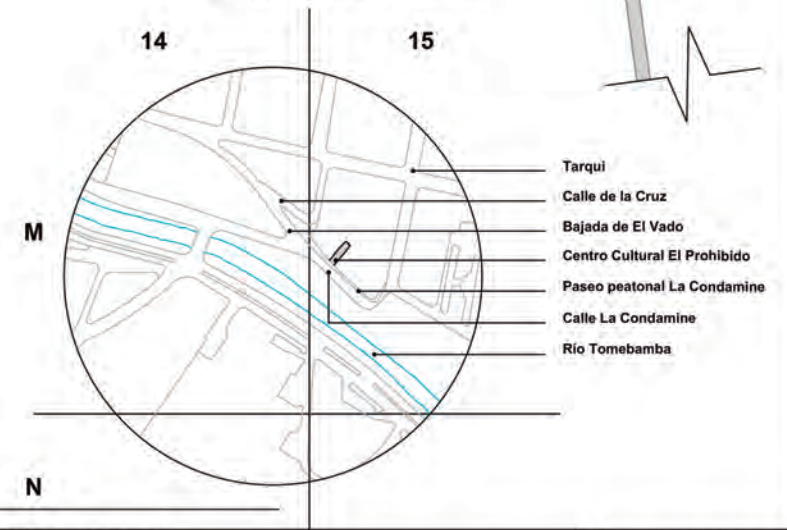 14
15
M
Tarqui
Calle de la Cruz
Bajada de El Vado
Centro Cultural El Prohibido
Paseo peatonal La Condamine
Calle La Condamine
Río Tomebamba
N